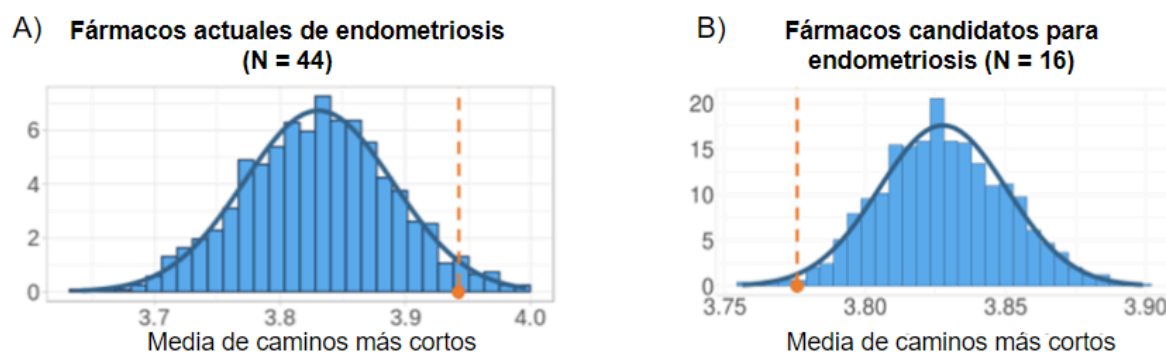 A)
Fármacos actuales de endometriosis
(N = 44)
6
4
2
0
3.7 3.8 3.9 4.0
Media de caminos más cortos
B)
Fármacos candidatos para
endometriosis (N = 16)
20
15
10
5
0
3.75 3.80 3.85 3.90
Media de caminos más cortos